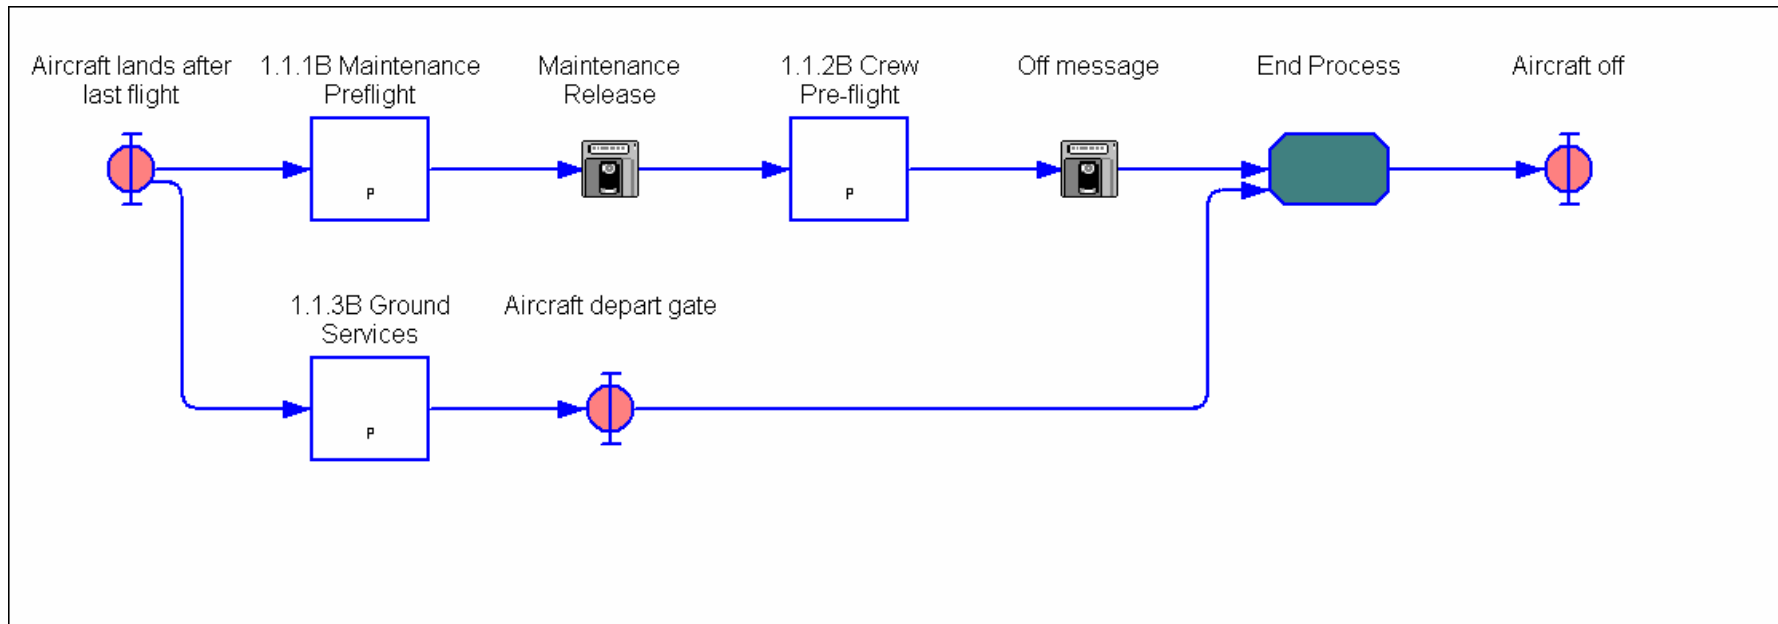 Aircraft lands after
last flight
1.1.1B Maintenance
Preflight
Maintenance
Release
1.1.2B Crew
Pre-flight
Off message
End Process
Aircraft off
P
P
1.1.3B Ground
Services
Aircraft depart gate
P